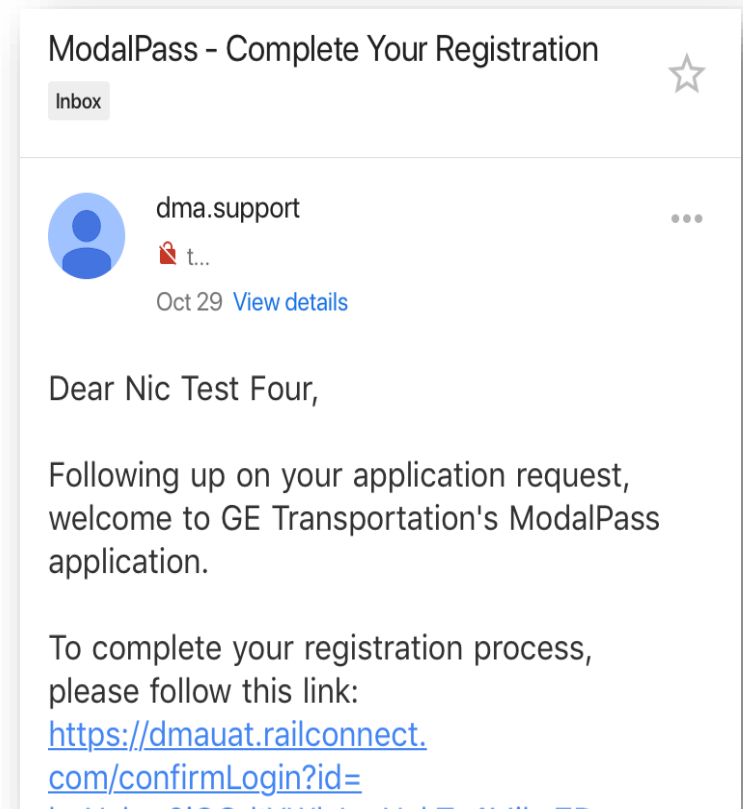 ModalPass - Complete Your Registration
Inbox
dma.support
t...
Oct 29 View details
Dear Nic Test Four,
Following up on your application request,
welcome to GE Transportation's ModalPass
application.
To complete your registration process,
please follow this link:
https://dmauat.railconnect.
com/confirmLogin?id=